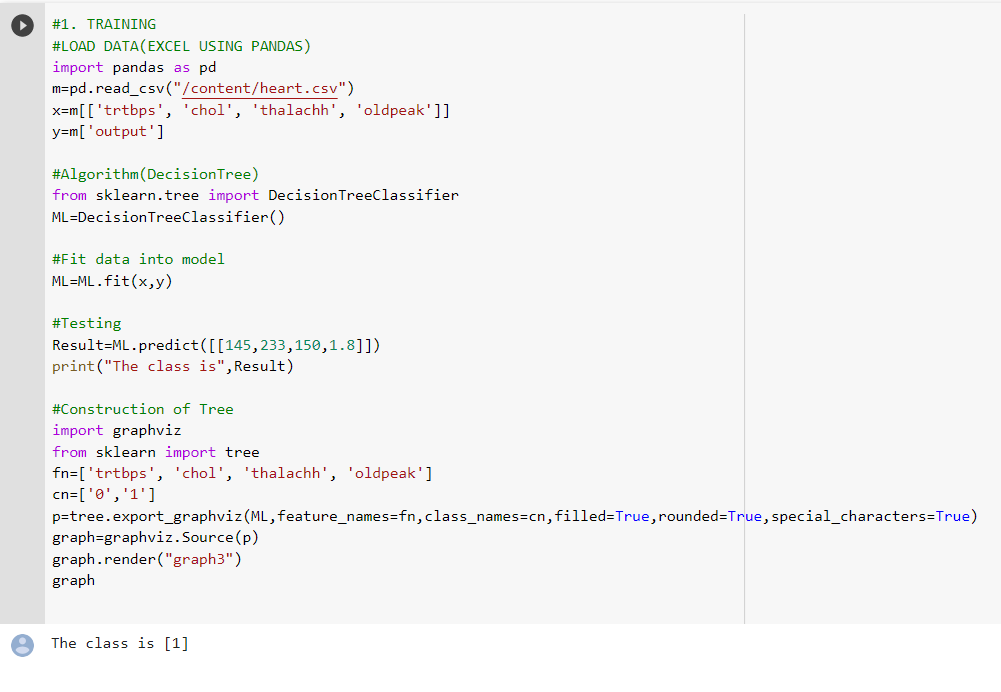 #1. TRAINING
#LOAD DATA(EXCEL USING PANDAS)
import pandas as pd
m=pd.read_csv("/content/heart.csv")
x=m[['trtbps', 'chol', 'thalachh', 'oldpeak']]
y=m['output']
#Algorithm(DecisionTree)
from sklearn.tree import DecisionTreeClassifier
ML=DecisionTreeClassifier()
#Fit data into model
ML=ML.fit(x,y)
#Testing
Result=ML.predict([[145,233,150,1.8]])
print("The class is",Result)
#Construction of Tree
import graphviz
from sklearn import tree
fn=['trtbps', 'chol', 'thalachh', 'oldpeak']
cn=['0','1']
p=tree.export_graphviz(ML,feature_names=fn,class_names=cn,filled=True,rounded=True,special_characters=True)
graph=graphviz.Source(p)
graph.render("graph3")
graph
The class is [1]